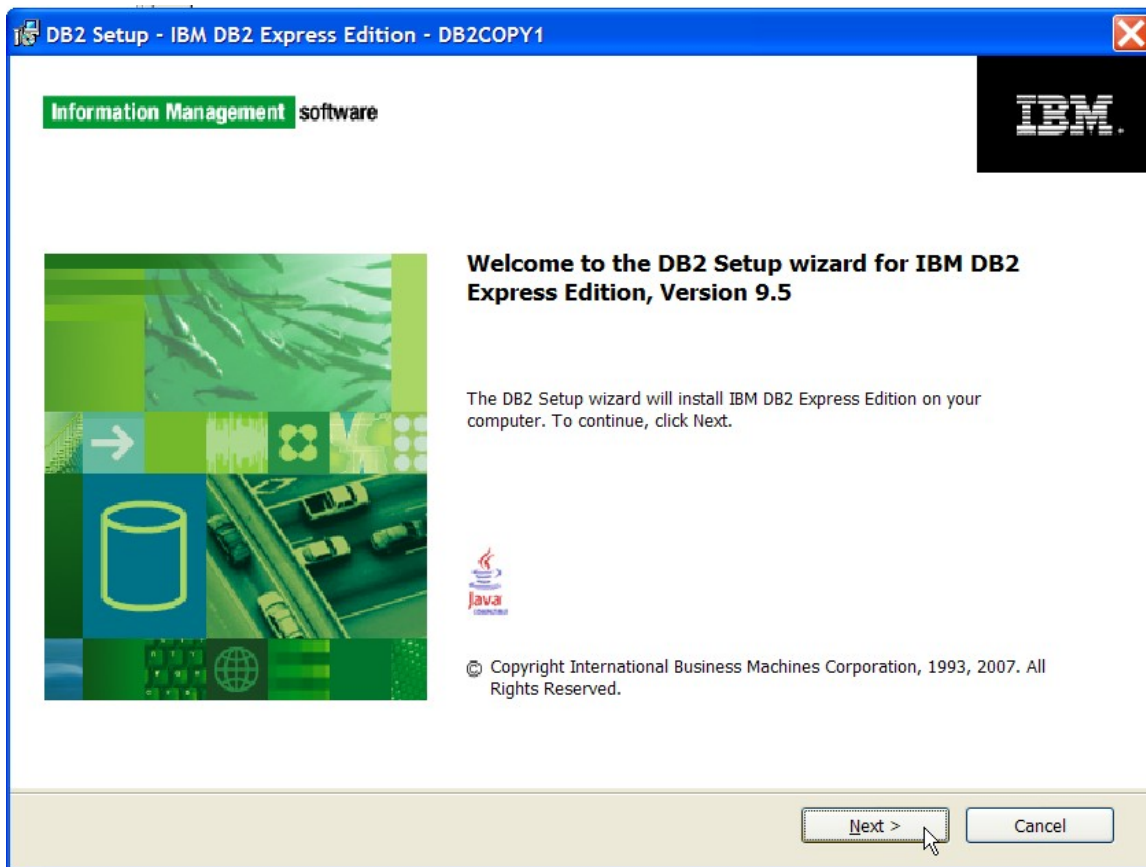 DB2 Setup - IBM DB2 Express Edition - DB2COPY1
Information Management software
IBM.
Welcome to the DB2 Setup wizard for IBM DB2
Express Edition, Version 9.5
The DB2 Setup wizard will install IBM DB2 Express Edition on your
computer. To continue, click Next.
Java
COMPATIBLE
© Copyright International Business Machines Corporation, 1993, 2007. All
Rights Reserved.
Next >
Cancel